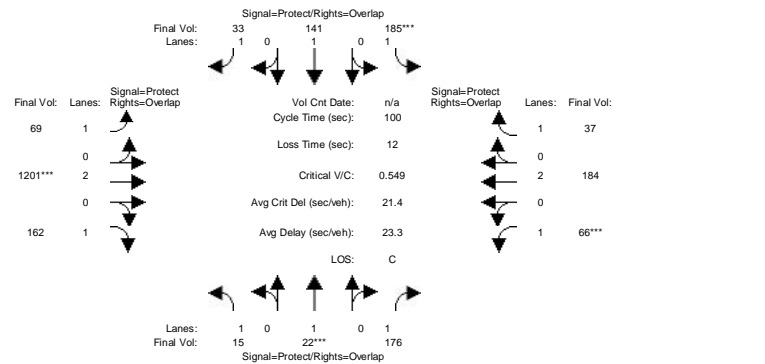 Signal=Protect/Rights=Overlap
Final Vol: 33 141 185***
Lanes: 1 0 1 0 1
Signal=Protect Signal=Protect
Final Vol: Lanes: Rights=Overlap Vol Cnt Date: n/a Rights=Overlap Lanes: Final Vol:
Cycle Time (sec): 100
69 1 1 37
Loss Time (sec): 12
0 0
1201*** 2 Critical V/C: 0.549 2 184
0 Avg Crit Del (sec/veh): 21.4 0
162 1 Avg Delay (sec/veh): 23.3 1 66***
LOS: C
Lanes: 1 0 1 0 1
Final Vol: 15 22*** 176
Signal=Protect/Rights=Overlap